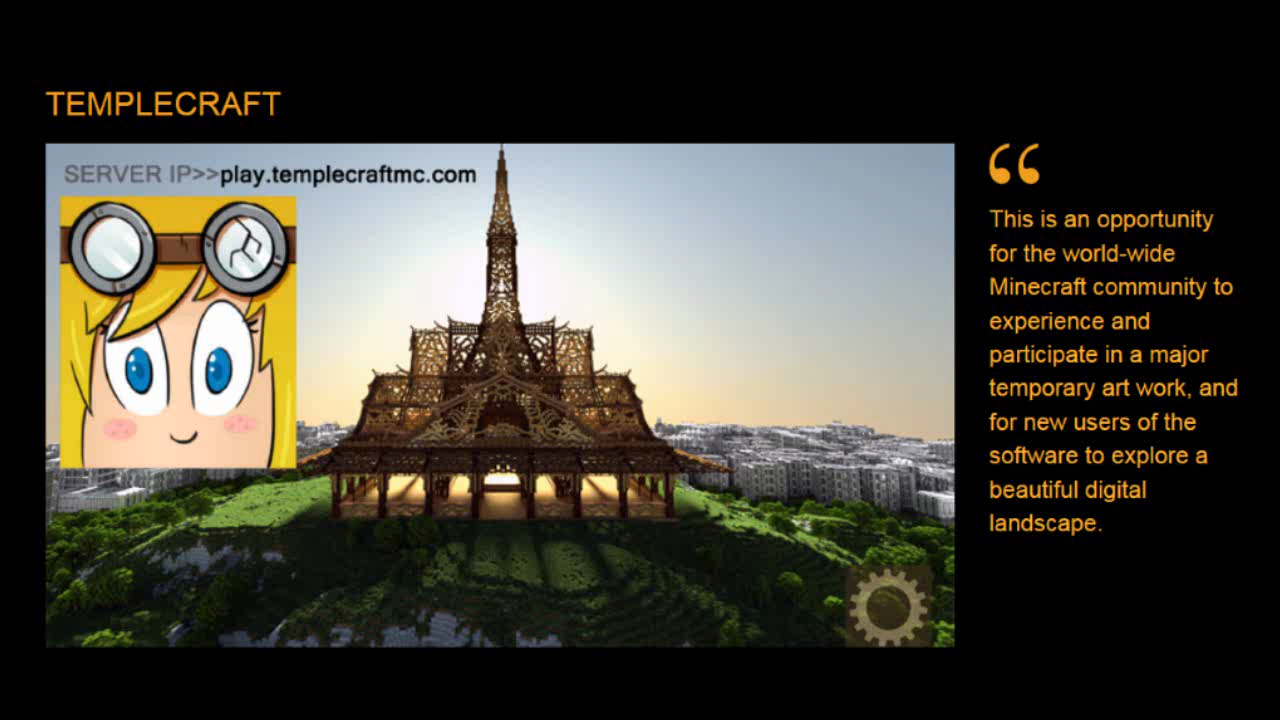 TEMPLECRAFT
SERVER IP>>play.templecraftmc.com
“
This is an opportunity
for the world-wide
Minecraft community to
experience and
participate in a major
temporary art work, and
for new users of the
software to explore a
beautiful digital
landscape.